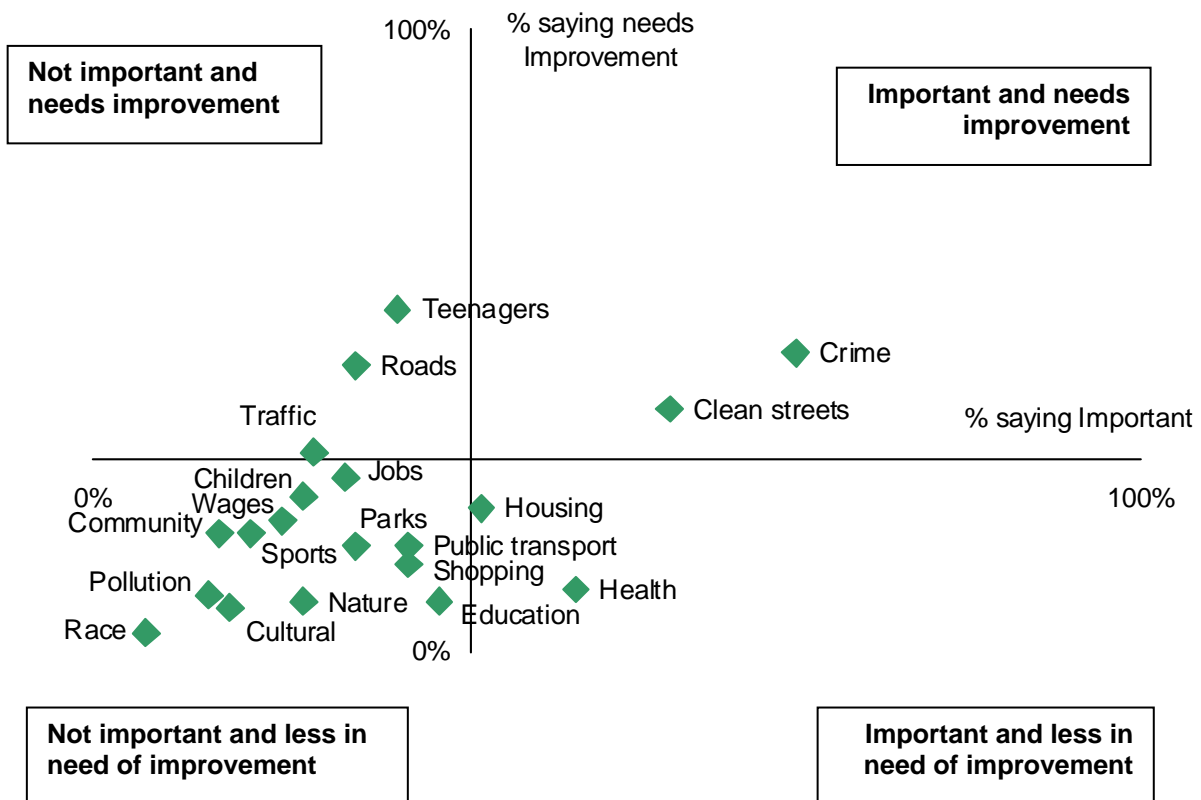 100%
% saying needs
Improvement
Not important and
needs improvement
Important and needs
improvement
Teenagers
Crime
Roads
Clean streets
Traffic
% saying Important
Jobs
Children
0%
100%
Wages
Housing
Community
Parks
Sports
Public transport
Shopping
Pollution
Health
Nature
Education
Race
Cultural
0%
Not important and less in
need of improvement
Important and less in
need of improvement